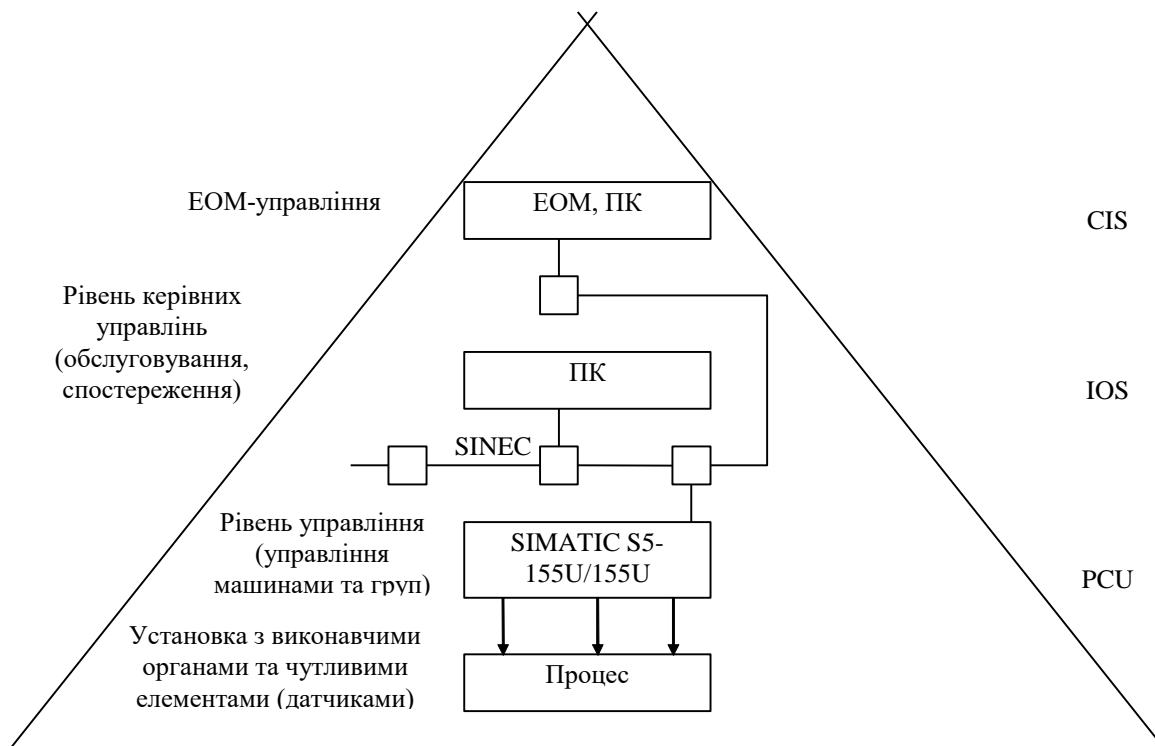 ЕОМ-управління
ЕОМ, ПК
CIS
Рівень керівних
управлінь
(обслуговування,
спостереження)
ПК
IOS
SINEC
Рівень управління
(управління
машинами та груп)
SIMATIC S5-
155U/155U
PCU
Установка з виконавчими
органами та чутливими
елементами (датчиками)
Процес